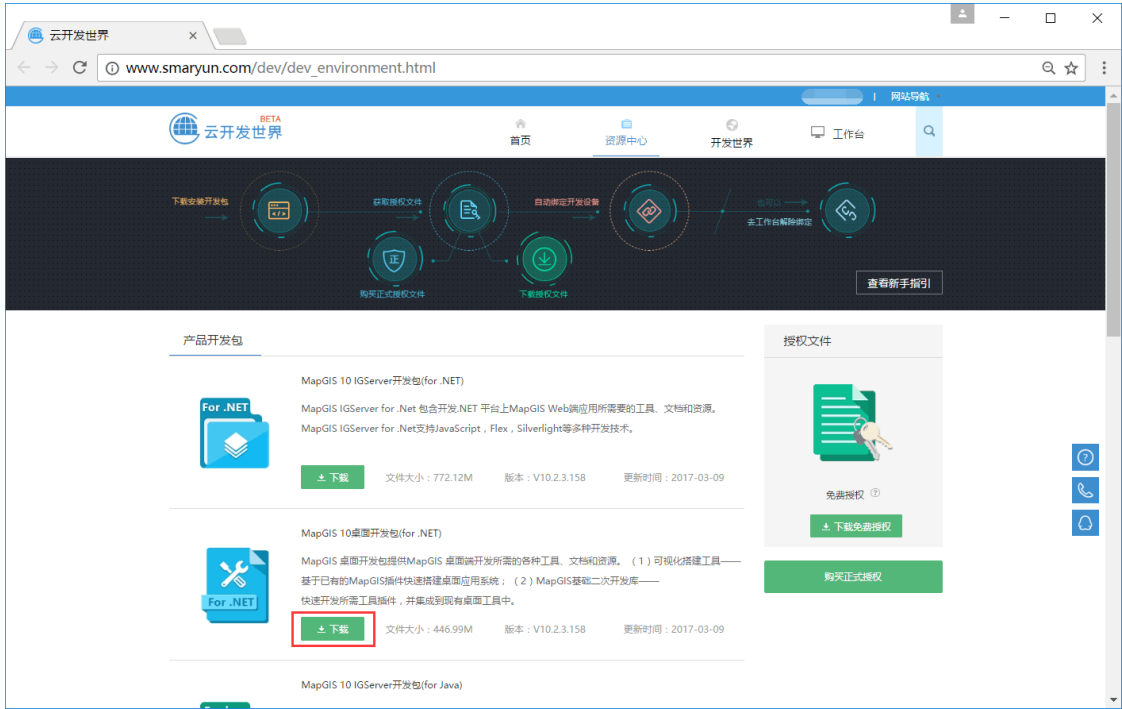 云开发世界
www.smaryun.com/dev/dev_environment.html
网站导航
云开发世界 BETA
首页
资源中心
开发世界
工作台
下载安装开发包
获取授权文件
自动绑定开发设备
也可以
去工作台解除绑定
正
购买正式授权文件
下载授权文件
查看新手指引
产品开发包
MapGIS 10 IGServer开发包(for .NET)
For .NET
MapGIS IGServer for .Net 包含开发.NET 平台上MapGIS Web端应用所需要的工具、文档和资源。
MapGIS IGServer for .Net支持JavaScript，Flex，Silverlight等多种开发技术。
下载 文件大小：772.12M 版本：V10.2.3.158 更新时间：2017-03-09
MapGIS 10桌面开发包(for .NET)
MapGIS 桌面开发包提供MapGIS 桌面端开发所需的各种工具、文档和资源。（1）可视化搭建工具——
基于已有的MapGIS插件快速搭建桌面应用系统；（2）MapGIS基础二次开发库——
快速开发所需工具插件，并集成到现有桌面工具中。
For .NET
下载 文件大小：446.99M 版本：V10.2.3.158 更新时间：2017-03-09
MapGIS 10 IGServer开发包(for Java)
授权文件
免费授权
下载免费授权
购买正式授权